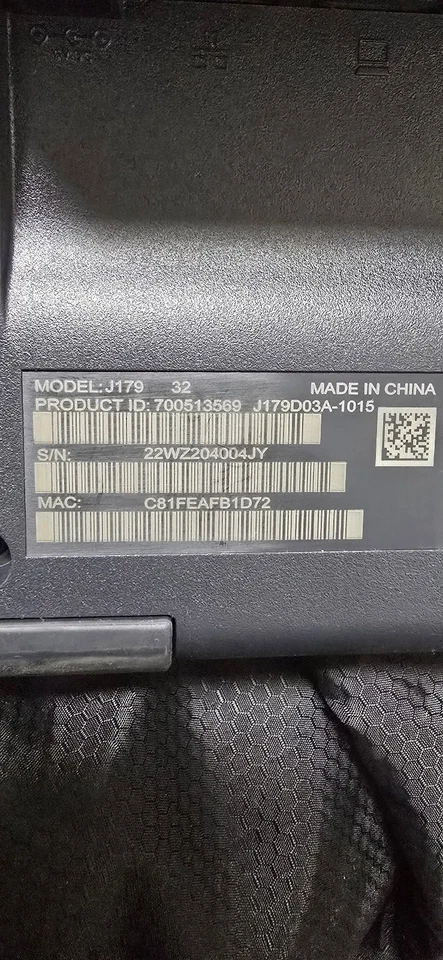 MODEL: J179 32 MADE IN CHINA
PRODUCT ID: 700513569 J179D03A-1015
S/N: 22WZ204004JY
MAC: C81FEAFB1D72